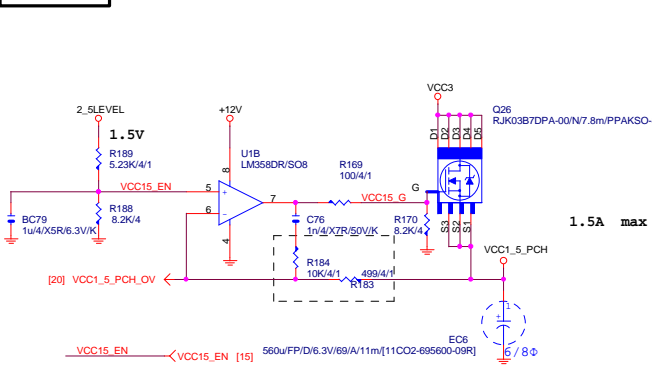 VCC3
2_5LEVEL
+12V
Q26
RJK03B7DPA-00/N/7.8m/PPAKSO-
1.5V
D1
D2
D3
D4
D5
R189
5.23K/4/1
8
U1B
LM358DR/SO8
R169
100/4/1
VCC15_EN
5
+
6
-
7
4
VCC15_G
G
S3
S2
S1
R188
8.2K/4
BC79
1u/4/X5R/6.3V/K
C76
1n/4/X7R/50V/K
R170
8.2K/4
1.5A max
VCC1_5_PCH
R184
10K/4/1
499/4/1
R183
[20] VCC1_5_PCH_OV
1
+
EC6
560u/FP/D/6.3V/69/A/11m/[11CO2-695600-09R]
6/8Φ
VCC15_EN
VCC15_EN [15]